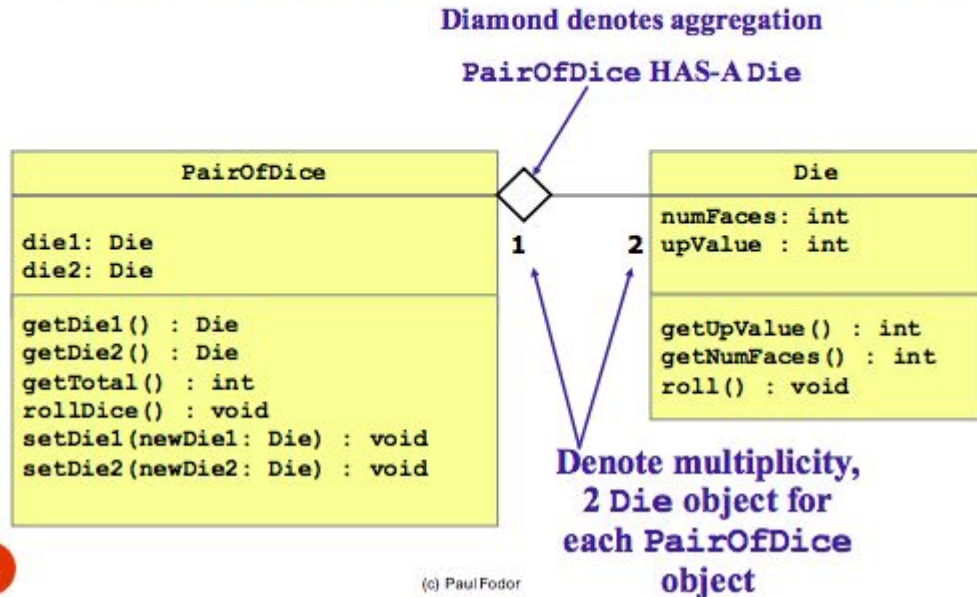 Diamond denotes aggregation
PairOfDice HAS-A Die
PairOfDice
die1: Die
die2: Die
getDie1() : Die
getDie2() : Die
getTotal() : int
rollDice() : void
setDie1(newDie1: Die) : void
setDie2(newDie2: Die) : void
1
2
Die
numFaces: int
upValue : int
getUpValue() : int
getNumFaces() : int
roll() : void
Denote multiplicity,
2 Die object for
each PairOfDice
object
(c) Paul Fodor